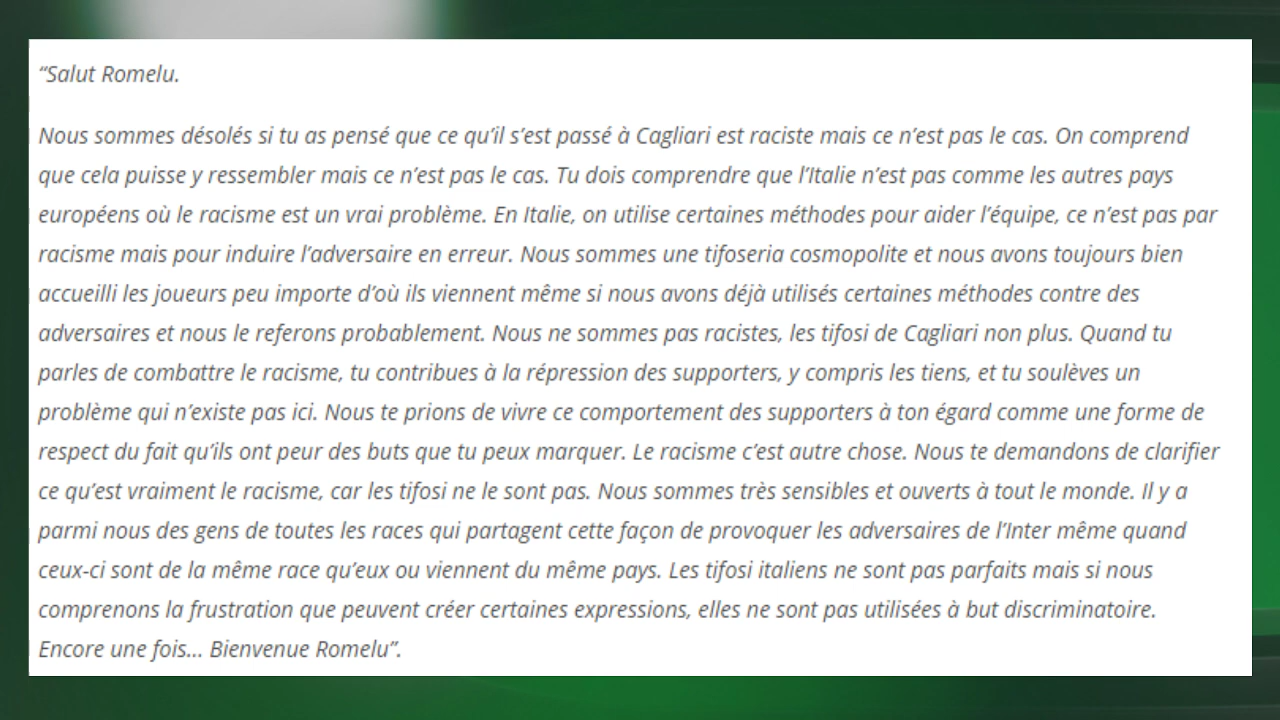 “Salut Romelu.
Nous sommes désolés si tu as pensé que ce qu’il s’est passé à Cagliari est raciste mais ce n’est pas le cas. On comprend
que cela puisse y ressembler mais ce n’est pas le cas. Tu dois comprendre que l’Italie n’est pas comme les autres pays
européens où le racisme est un vrai problème. En Italie, on utilise certaines méthodes pour aider l’équipe, ce n’est pas par
racisme mais pour induire l’adversaire en erreur. Nous sommes une tifoseria cosmopolite et nous avons toujours bien
accueilli les joueurs peu importe d’où ils viennent même si nous avons déjà utilisés certaines méthodes contre des
adversaires et nous le referons probablement. Nous ne sommes pas racistes, les tifosi de Cagliari non plus. Quand tu
parles de combattre le racisme, tu contribues à la répression des supporters, y compris les tiens, et tu soulèves un
problème qui n’existe pas ici. Nous te prions de vivre ce comportement des supporters à ton égard comme une forme de
respect du fait qu’ils ont peur des buts que tu peux marquer. Le racisme c’est autre chose. Nous te demandons de clarifier
ce qu’est vraiment le racisme, car les tifosi ne le sont pas. Nous sommes très sensibles et ouverts à tout le monde. Il y a
parmi nous des gens de toutes les races qui partagent cette façon de provoquer les adversaires de l’Inter même quand
ceux-ci sont de la même race qu’eux ou viennent du même pays. Les tifosi italiens ne sont pas parfaits mais si nous
comprenons la frustration que peuvent créer certaines expressions, elles ne sont pas utilisées à but discriminatoire.
Encore une fois… Bienvenue Romelu”.